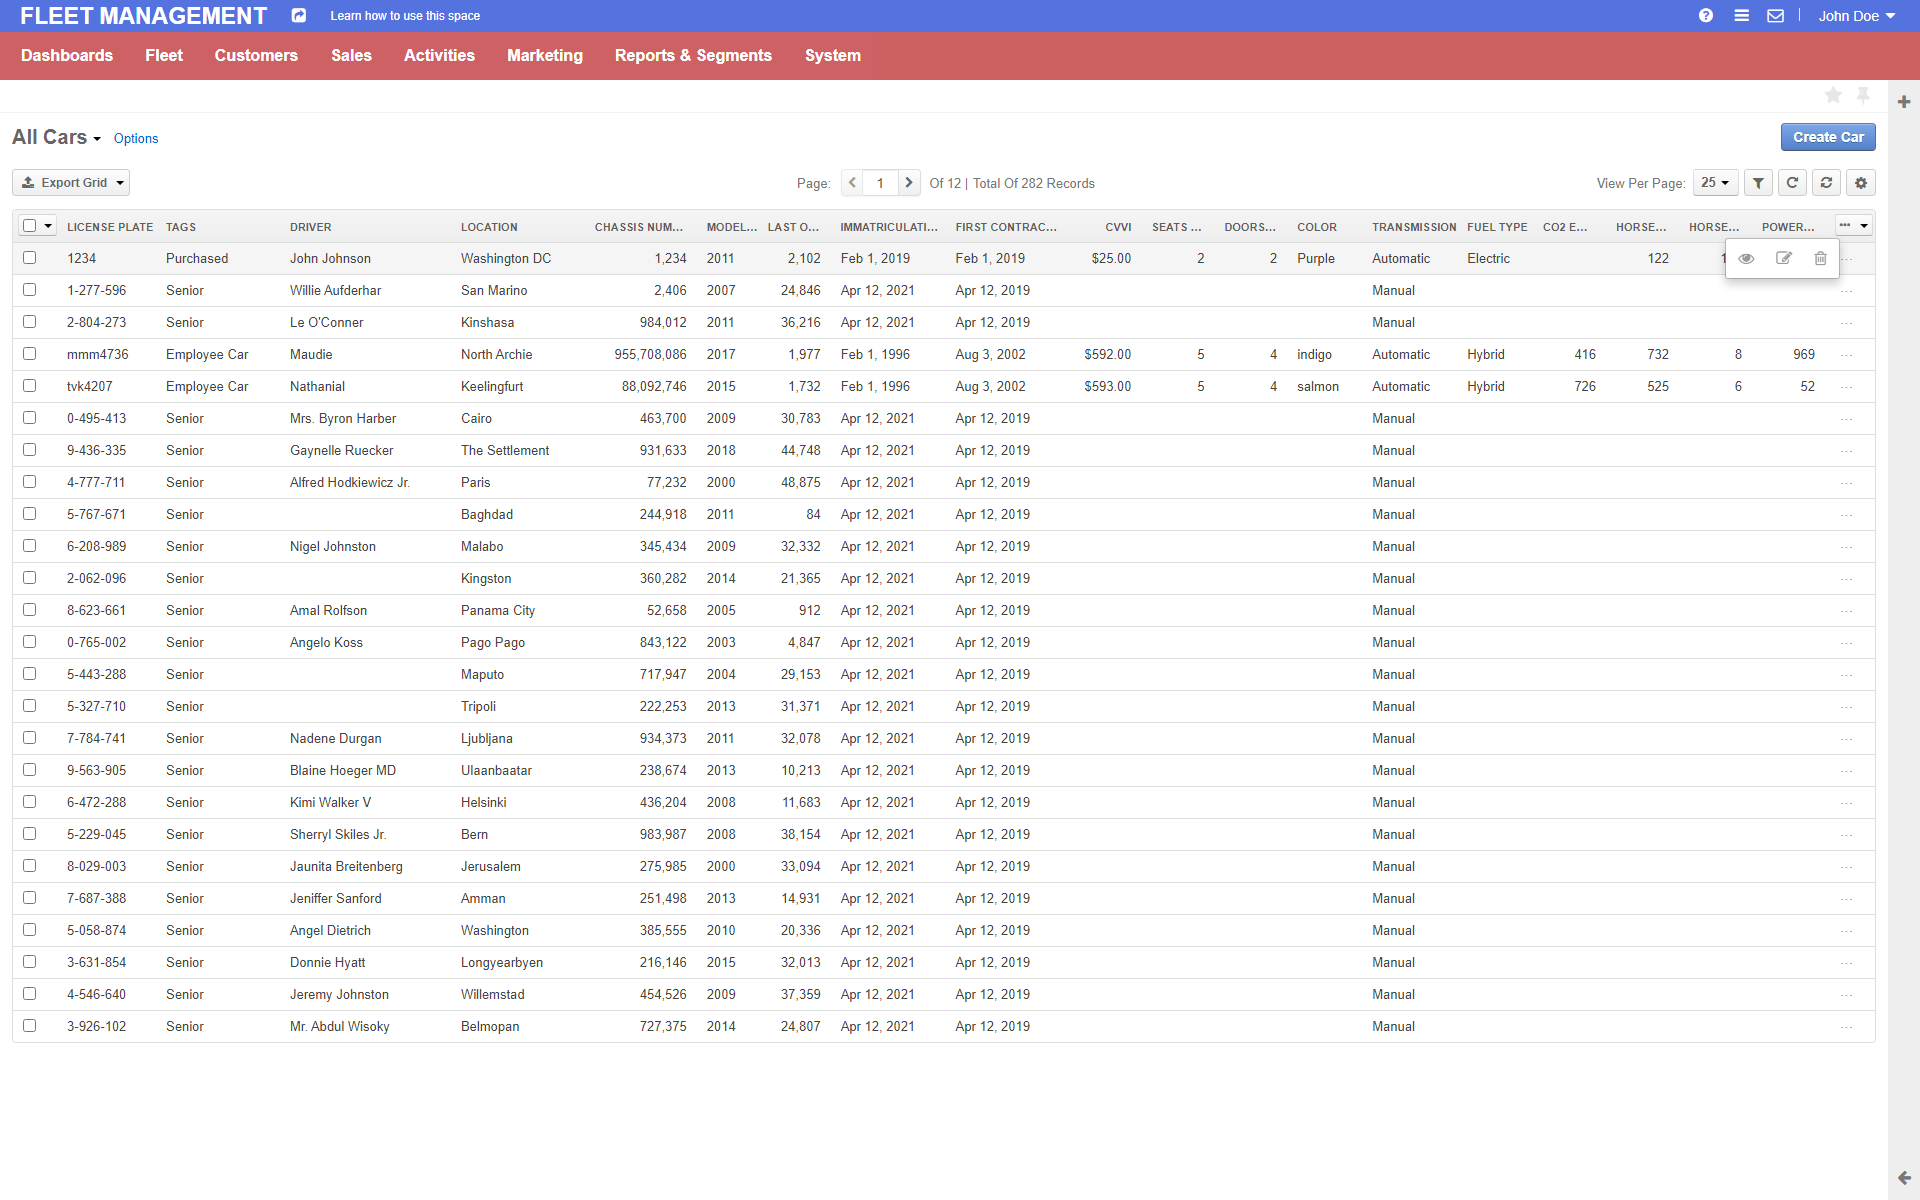 FLEET MANAGEMENT Learn how to use this space John Doe
Dashboards Fleet Customers Sales Activities Marketing Reports & Segments System
All Cars Options Create Car
Export Grid Page: 1 Of 12 | Total Of 282 Records View Per Page: 25
LICENSE PLATE TAGS DRIVER LOCATION CHASSIS NUM... MODEL... LAST O... IMMATRICULATI... FIRST CONTRAC... CVVI SEATS ... DOORS... COLOR TRANSMISSION FUEL TYPE CO2 E... HORSE... HORSE... POWER...
1234 Purchased John Johnson Washington DC 1,234 2011 2,102 Feb 1, 2019 Feb 1, 2019 $25.00 2 2 Purple Automatic Electric 122
1-277-596 Senior Willie Aufderhar San Marino 2,406 2007 24,846 Apr 12, 2021 Apr 12, 2019 Manual
2-804-273 Senior Le O'Conner Kinshasa 984,012 2011 36,216 Apr 12, 2021 Apr 12, 2019 Manual
mmm4736 Employee Car Maudie North Archie 955,708,086 2017 1,977 Feb 1, 1996 Aug 3, 2002 $592.00 5 4 indigo Automatic Hybrid 416 732 8 969
tvk4207 Employee Car Nathanial Keelingfurt 88,092,746 2015 1,732 Feb 1, 1996 Aug 3, 2002 $593.00 5 4 salmon Automatic Hybrid 726 525 6 52
0-495-413 Senior Mrs. Byron Harber Cairo 463,700 2009 30,783 Apr 12, 2021 Apr 12, 2019 Manual
9-436-335 Senior Gaynelle Ruecker The Settlement 931,633 2018 44,748 Apr 12, 2021 Apr 12, 2019 Manual
4-777-711 Senior Alfred Hodkiewicz Jr. Paris 77,232 2000 48,875 Apr 12, 2021 Apr 12, 2019 Manual
5-767-671 Senior Baghdad 244,918 2011 84 Apr 12, 2021 Apr 12, 2019 Manual
6-208-989 Senior Nigel Johnston Malabo 345,434 2009 32,332 Apr 12, 2021 Apr 12, 2019 Manual
2-062-096 Senior Kingston 360,282 2014 21,365 Apr 12, 2021 Apr 12, 2019 Manual
8-623-661 Senior Amal Rolfson Panama City 52,658 2005 912 Apr 12, 2021 Apr 12, 2019 Manual
0-765-002 Senior Angelo Koss Pago Pago 843,122 2003 4,847 Apr 12, 2021 Apr 12, 2019 Manual
5-443-288 Senior Maputo 717,947 2004 29,153 Apr 12, 2021 Apr 12, 2019 Manual
5-327-710 Senior Tripoli 222,253 2013 31,371 Apr 12, 2021 Apr 12, 2019 Manual
7-784-741 Senior Nadene Durgan Ljubljana 934,373 2011 32,078 Apr 12, 2021 Apr 12, 2019 Manual
9-563-905 Senior Blaine Hoeger MD Ulaanbaatar 238,674 2013 10,213 Apr 12, 2021 Apr 12, 2019 Manual
6-472-288 Senior Kimi Walker V Helsinki 436,204 2008 11,683 Apr 12, 2021 Apr 12, 2019 Manual
5-229-045 Senior Sherryl Skiles Jr. Bern 983,987 2008 38,154 Apr 12, 2021 Apr 12, 2019 Manual
8-029-003 Senior Jaunita Breitenberg Jerusalem 275,985 2000 33,094 Apr 12, 2021 Apr 12, 2019 Manual
7-687-388 Senior Jeniffer Sanford Amman 251,498 2013 14,931 Apr 12, 2021 Apr 12, 2019 Manual
5-058-874 Senior Angel Dietrich Washington 385,555 2010 20,336 Apr 12, 2021 Apr 12, 2019 Manual
3-631-854 Senior Donnie Hyatt Longyearbyen 216,146 2015 32,013 Apr 12, 2021 Apr 12, 2019 Manual
4-546-640 Senior Jeremy Johnston Willemstad 454,526 2009 37,359 Apr 12, 2021 Apr 12, 2019 Manual
3-926-102 Senior Mr. Abdul Wisoky Belmopan 727,375 2014 24,807 Apr 12, 2021 Apr 12, 2019 Manual